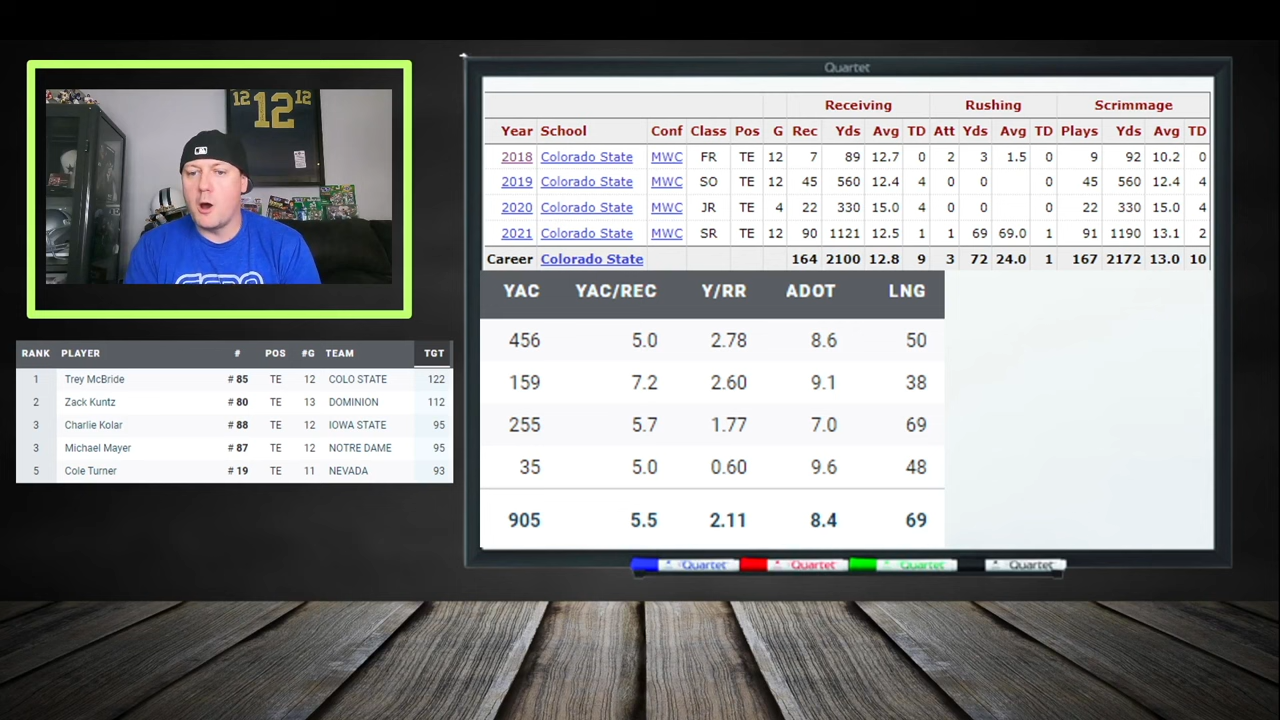 Quartet
12 12 12
Receiving Rushing Scrimmage
Year School Conf Class Pos G Rec Yds Avg TD Att Yds Avg TD Plays Yds Avg TD
2018 Colorado State MWC FR TE 12 7 89 12.7 0 2 3 1.5 0 9 92 10.2 0
2019 Colorado State MWC SO TE 12 45 560 12.4 4 0 0 0 45 560 12.4 4
2020 Colorado State MWC JR TE 4 22 330 15.0 4 0 0 0 22 330 15.0 4
2021 Colorado State MWC SR TE 12 90 1121 12.5 1 1 69 69.0 1 91 1190 13.1 2
Career Colorado State 164 2100 12.8 9 3 72 24.0 1 167 2172 13.0 10
YAC YAC/REC Y/RR ADOT LNG
456 5.0 2.78 8.6 50
159 7.2 2.60 9.1 38
255 5.7 1.77 7.0 69
35 5.0 0.60 9.6 48
905 5.5 2.11 8.4 69
RANK PLAYER # POS #G TEAM TGT
1 Trey McBride # 85 TE 12 COLO STATE 122
2 Zack Kuntz # 80 TE 13 DOMINION 112
3 Charlie Kolar # 88 TE 12 IOWA STATE 95
3 Michael Mayer # 87 TE 12 NOTRE DAME 95
5 Cole Turner # 19 TE 11 NEVADA 93
Quartet Quartet Quartet Quartet